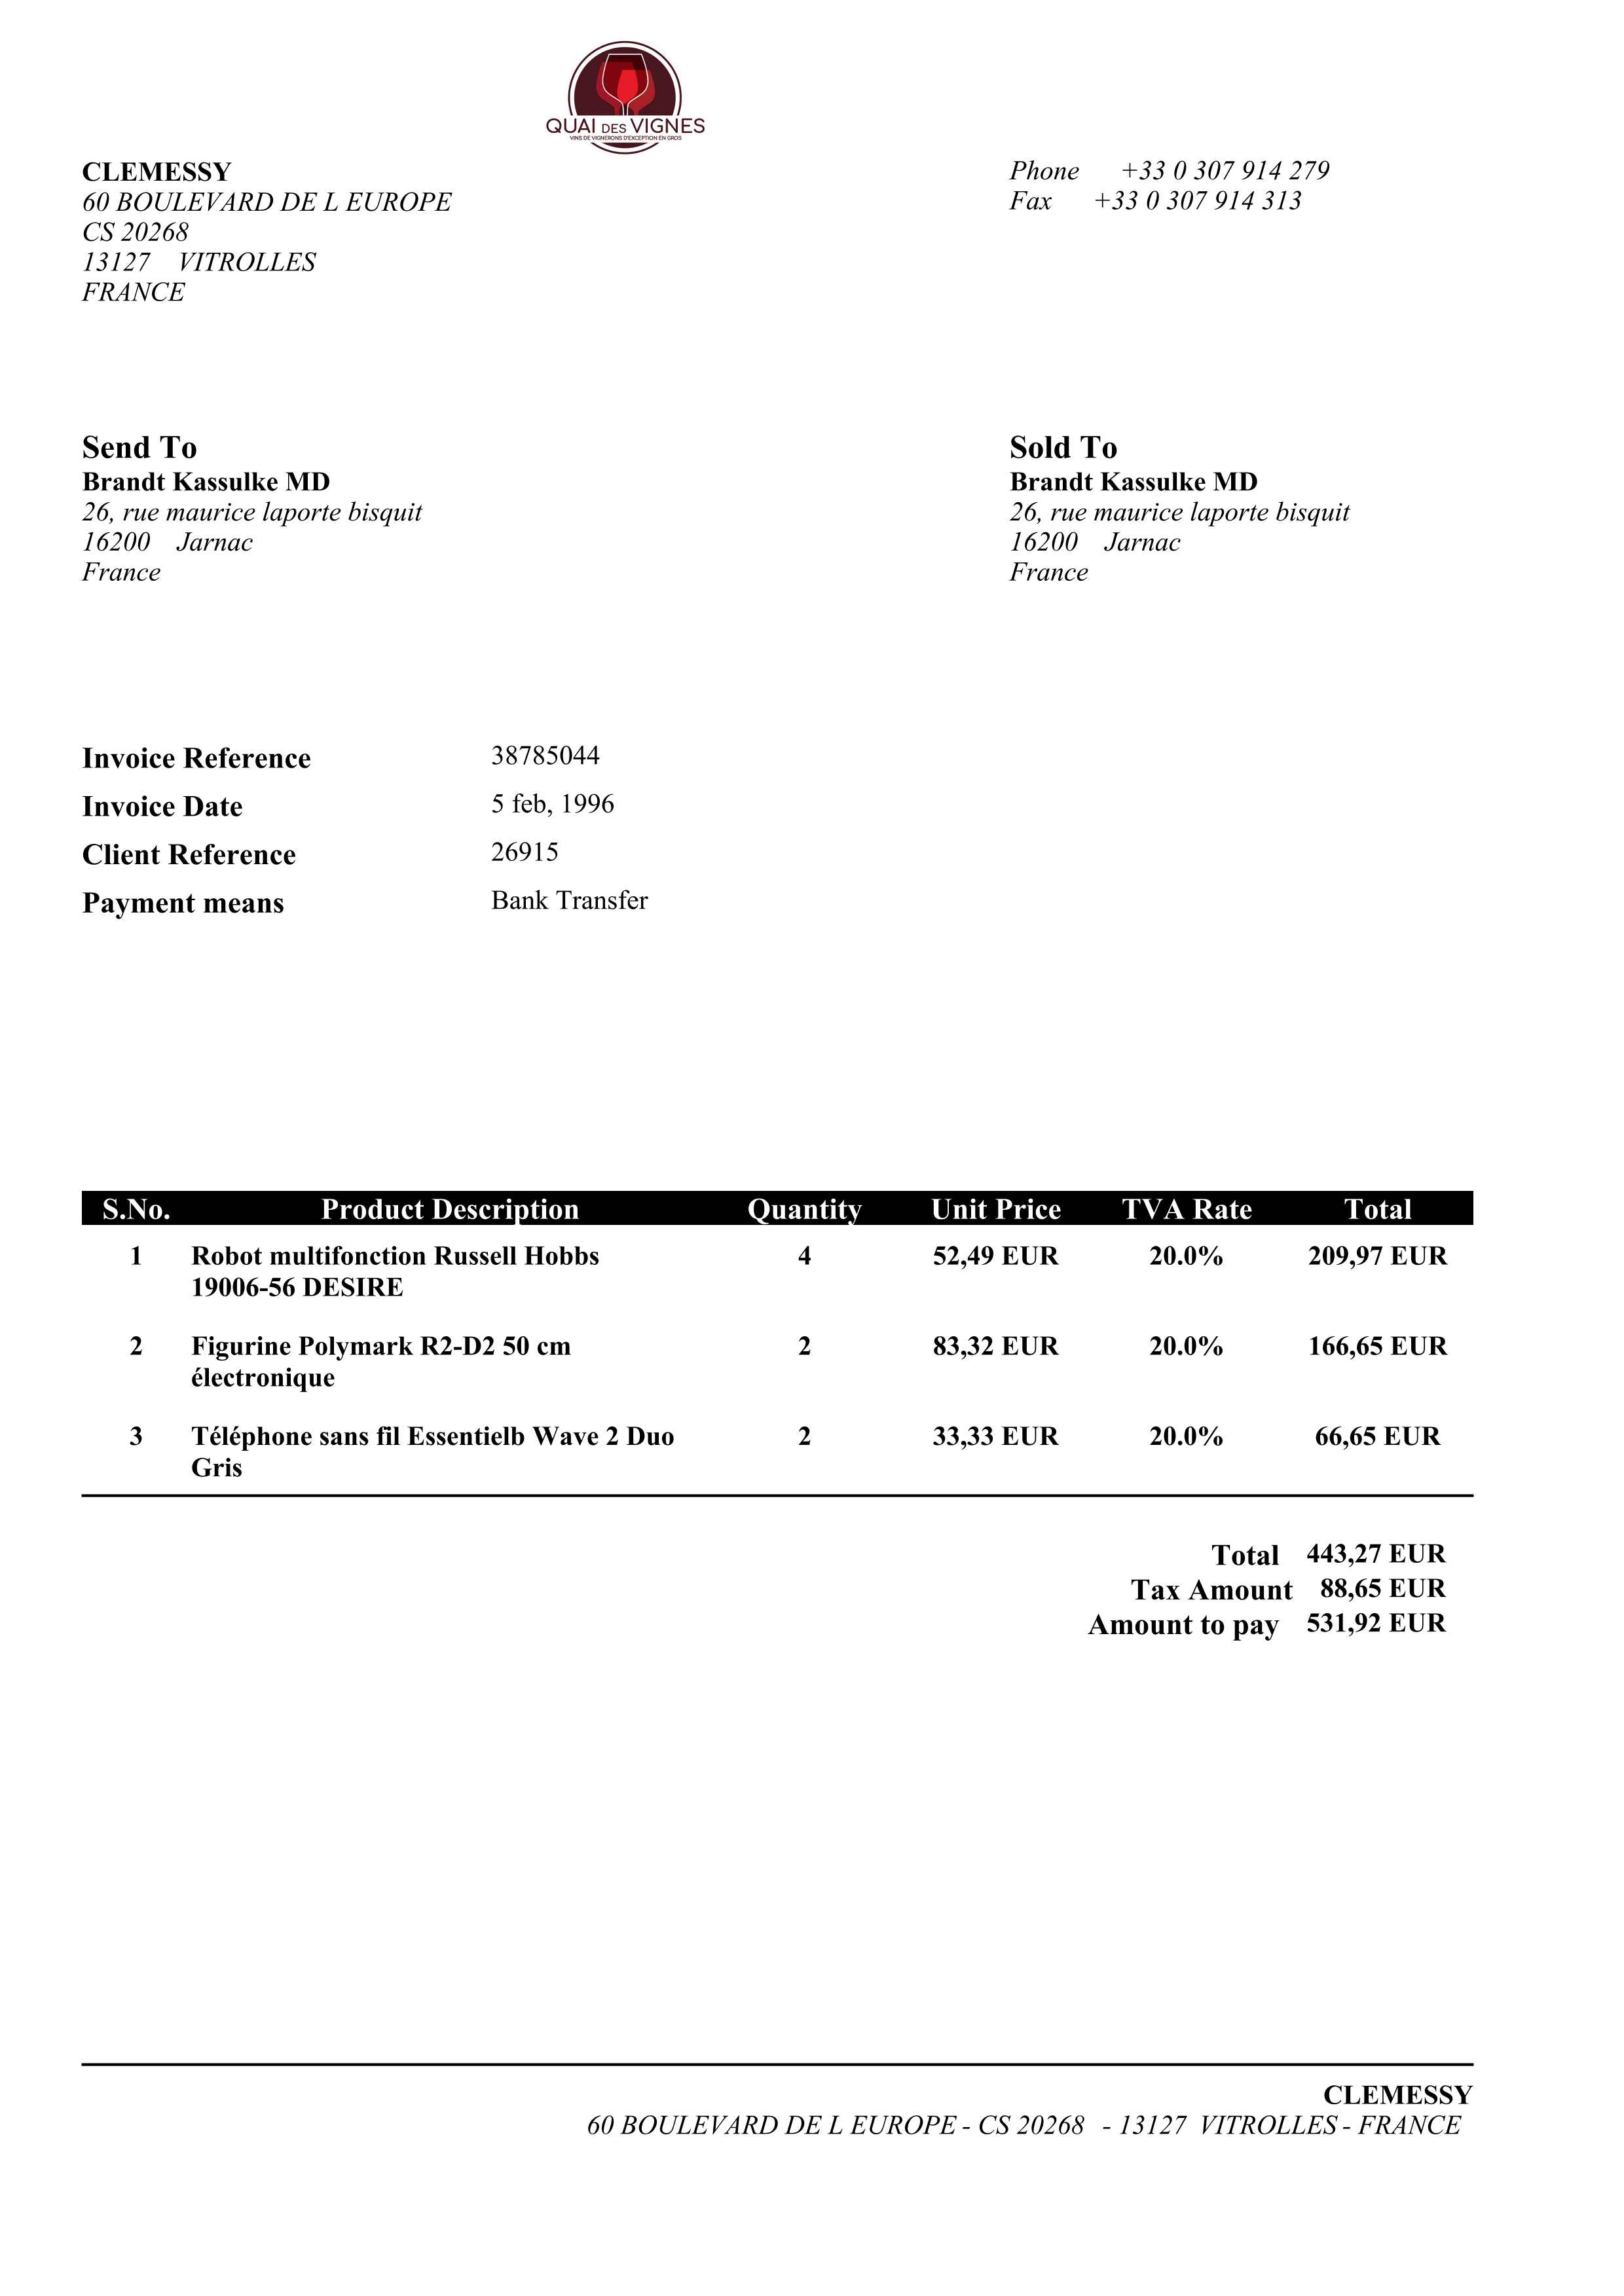 QUAI DES VIGNES
VINS DE VIGNERONS D'EXCEPTION EN GROS
CLEMESSY
60 BOULEVARD DE L EUROPE
CS 20268
13127 VITROLLES
FRANCE
Phone +33 0 307 914 279
Fax +33 0 307 914 313
Send To
Brandt Kassulke MD
26, rue maurice laporte bisquit
16200 Jarnac
France
Sold To
Brandt Kassulke MD
26, rue maurice laporte bisquit
16200 Jarnac
France
Invoice Reference 38785044
Invoice Date 5 feb, 1996
Client Reference 26915
Payment means Bank Transfer
S.No. Product Description Quantity Unit Price TVA Rate Total
1 Robot multifonction Russell Hobbs 4 52,49 EUR 20.0% 209,97 EUR
19006-56 DESIRE
2 Figurine Polymark R2-D2 50 cm 2 83,32 EUR 20.0% 166,65 EUR
électronique
3 Téléphone sans fil Essentielb Wave 2 Duo 2 33,33 EUR 20.0% 66,65 EUR
Gris
Total 443,27 EUR
Tax Amount 88,65 EUR
Amount to pay 531,92 EUR
CLEMESSY
60 BOULEVARD DE L EUROPE - CS 20268 - 13127 VITROLLES - FRANCE